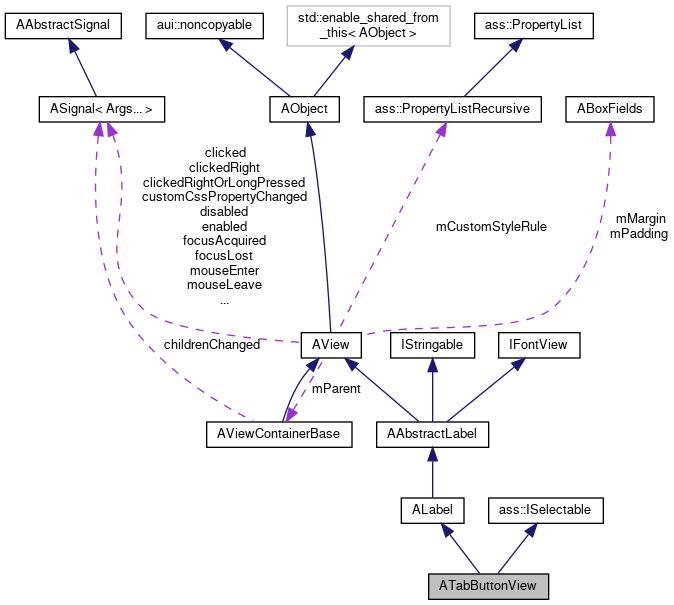 AAbstractSignal
aui::noncopyable
std::enable_shared_from
_this< AObject >
ass::PropertyList
ASignal< Args... >
AObject
ass::PropertyListRecursive
ABoxFields
clicked
clickedRight
clickedRightOrLongPressed
customCssPropertyChanged
disabled
enabled
focusAcquired
focusLost
mouseEnter
mouseLeave
...
mCustomStyleRule
mMargin
mPadding
childrenChanged
AView
IStringable
IFontView
mParent
AViewContainerBase
AAbstractLabel
ALabel
ass::ISelectable
ATabButtonView